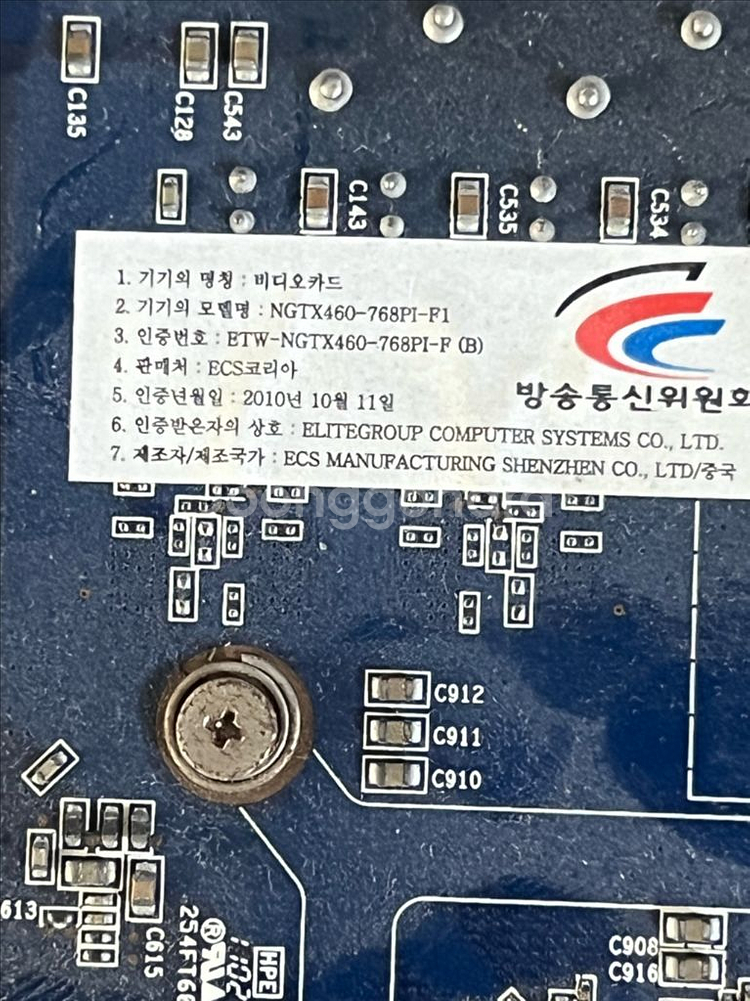 C135
C128
C543
C143
C535
C534
1. 기기의 명칭 : 비디오카드
2. 기기의 모델명 : NGTX460-768PI-F1
3. 인증번호 : ETW-NGTX460-768PI-F (B)
4. 판매처 : ECS코리아
5. 인증년월일 : 2010년 10월 11일
6. 인증받은자의 상호 : ELITEGROUP COMPUTER SYSTEMS CO., LTD.
7. 제조자/제조국가 : ECS MANUFACTURING SHENZHEN CO., LTD/중국
방송통신위원회
C912
C911
C910
613
C615
HPE
C908
C916